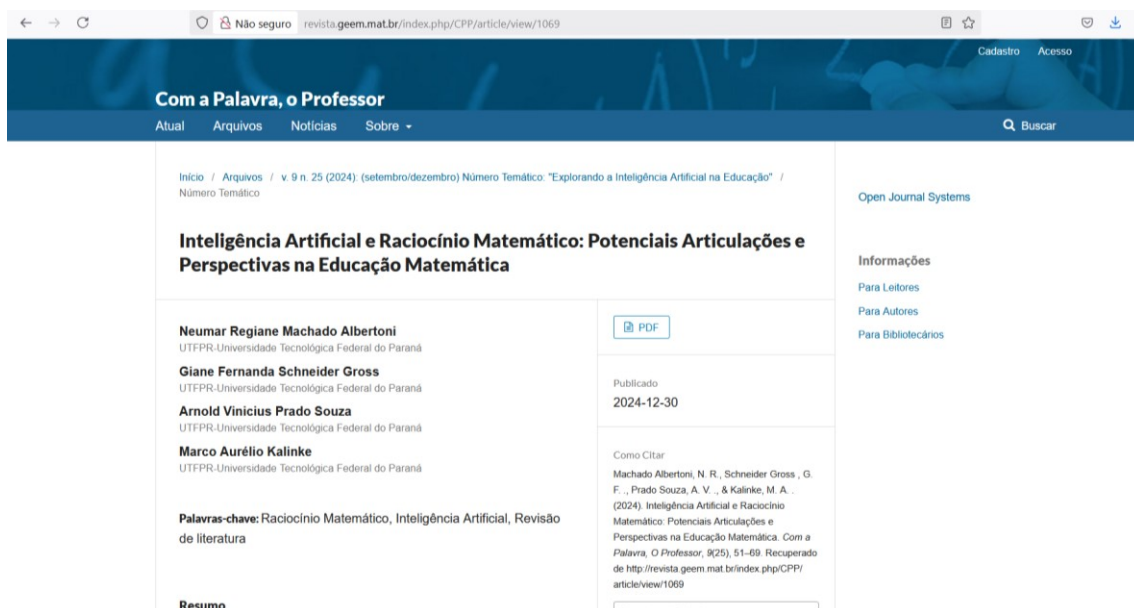 Não seguro revista.geem.mat.br/index.php/CPP/article/view/1069
Cadastro Acesso
Com a Palavra, o Professor
Atual Arquivos Notícias Sobre
Buscar
Início / Arquivos / v. 9 n. 25 (2024): (setembro/dezembro) Número Temático: "Explorando a Inteligência Artificial na Educação" /
Número Temático
Inteligência Artificial e Raciocínio Matemático: Potenciais Articulações e
Perspectivas na Educação Matemática
Neumar Regiane Machado Albertoni
UTFPR-Universidade Tecnológica Federal do Paraná
Giane Fernanda Schneider Gross
UTFPR-Universidade Tecnológica Federal do Paraná
Arnold Vinicius Prado Souza
UTFPR-Universidade Tecnológica Federal do Paraná
Marco Aurélio Kalinke
UTFPR-Universidade Tecnológica Federal do Paraná
Palavras-chave: Raciocínio Matemático, Inteligência Artificial, Revisão
de literatura
Resumo
PDF
Publicado
2024-12-30
Como Citar
Machado Albertoni, N. R., Schneider Gross , G.
F. ., Prado Souza, A. V. ., & Kalinke, M. A. .
(2024). Inteligência Artificial e Raciocínio
Matemático: Potenciais Articulações e
Perspectivas na Educação Matemática. Com a
Palavra, O Professor, 9(25), 51–69. Recuperado
de http://revista.geem.mat.br/index.php/CPP/
article/view/1069
Open Journal Systems
Informações
Para Leitores
Para Autores
Para Bibliotecários